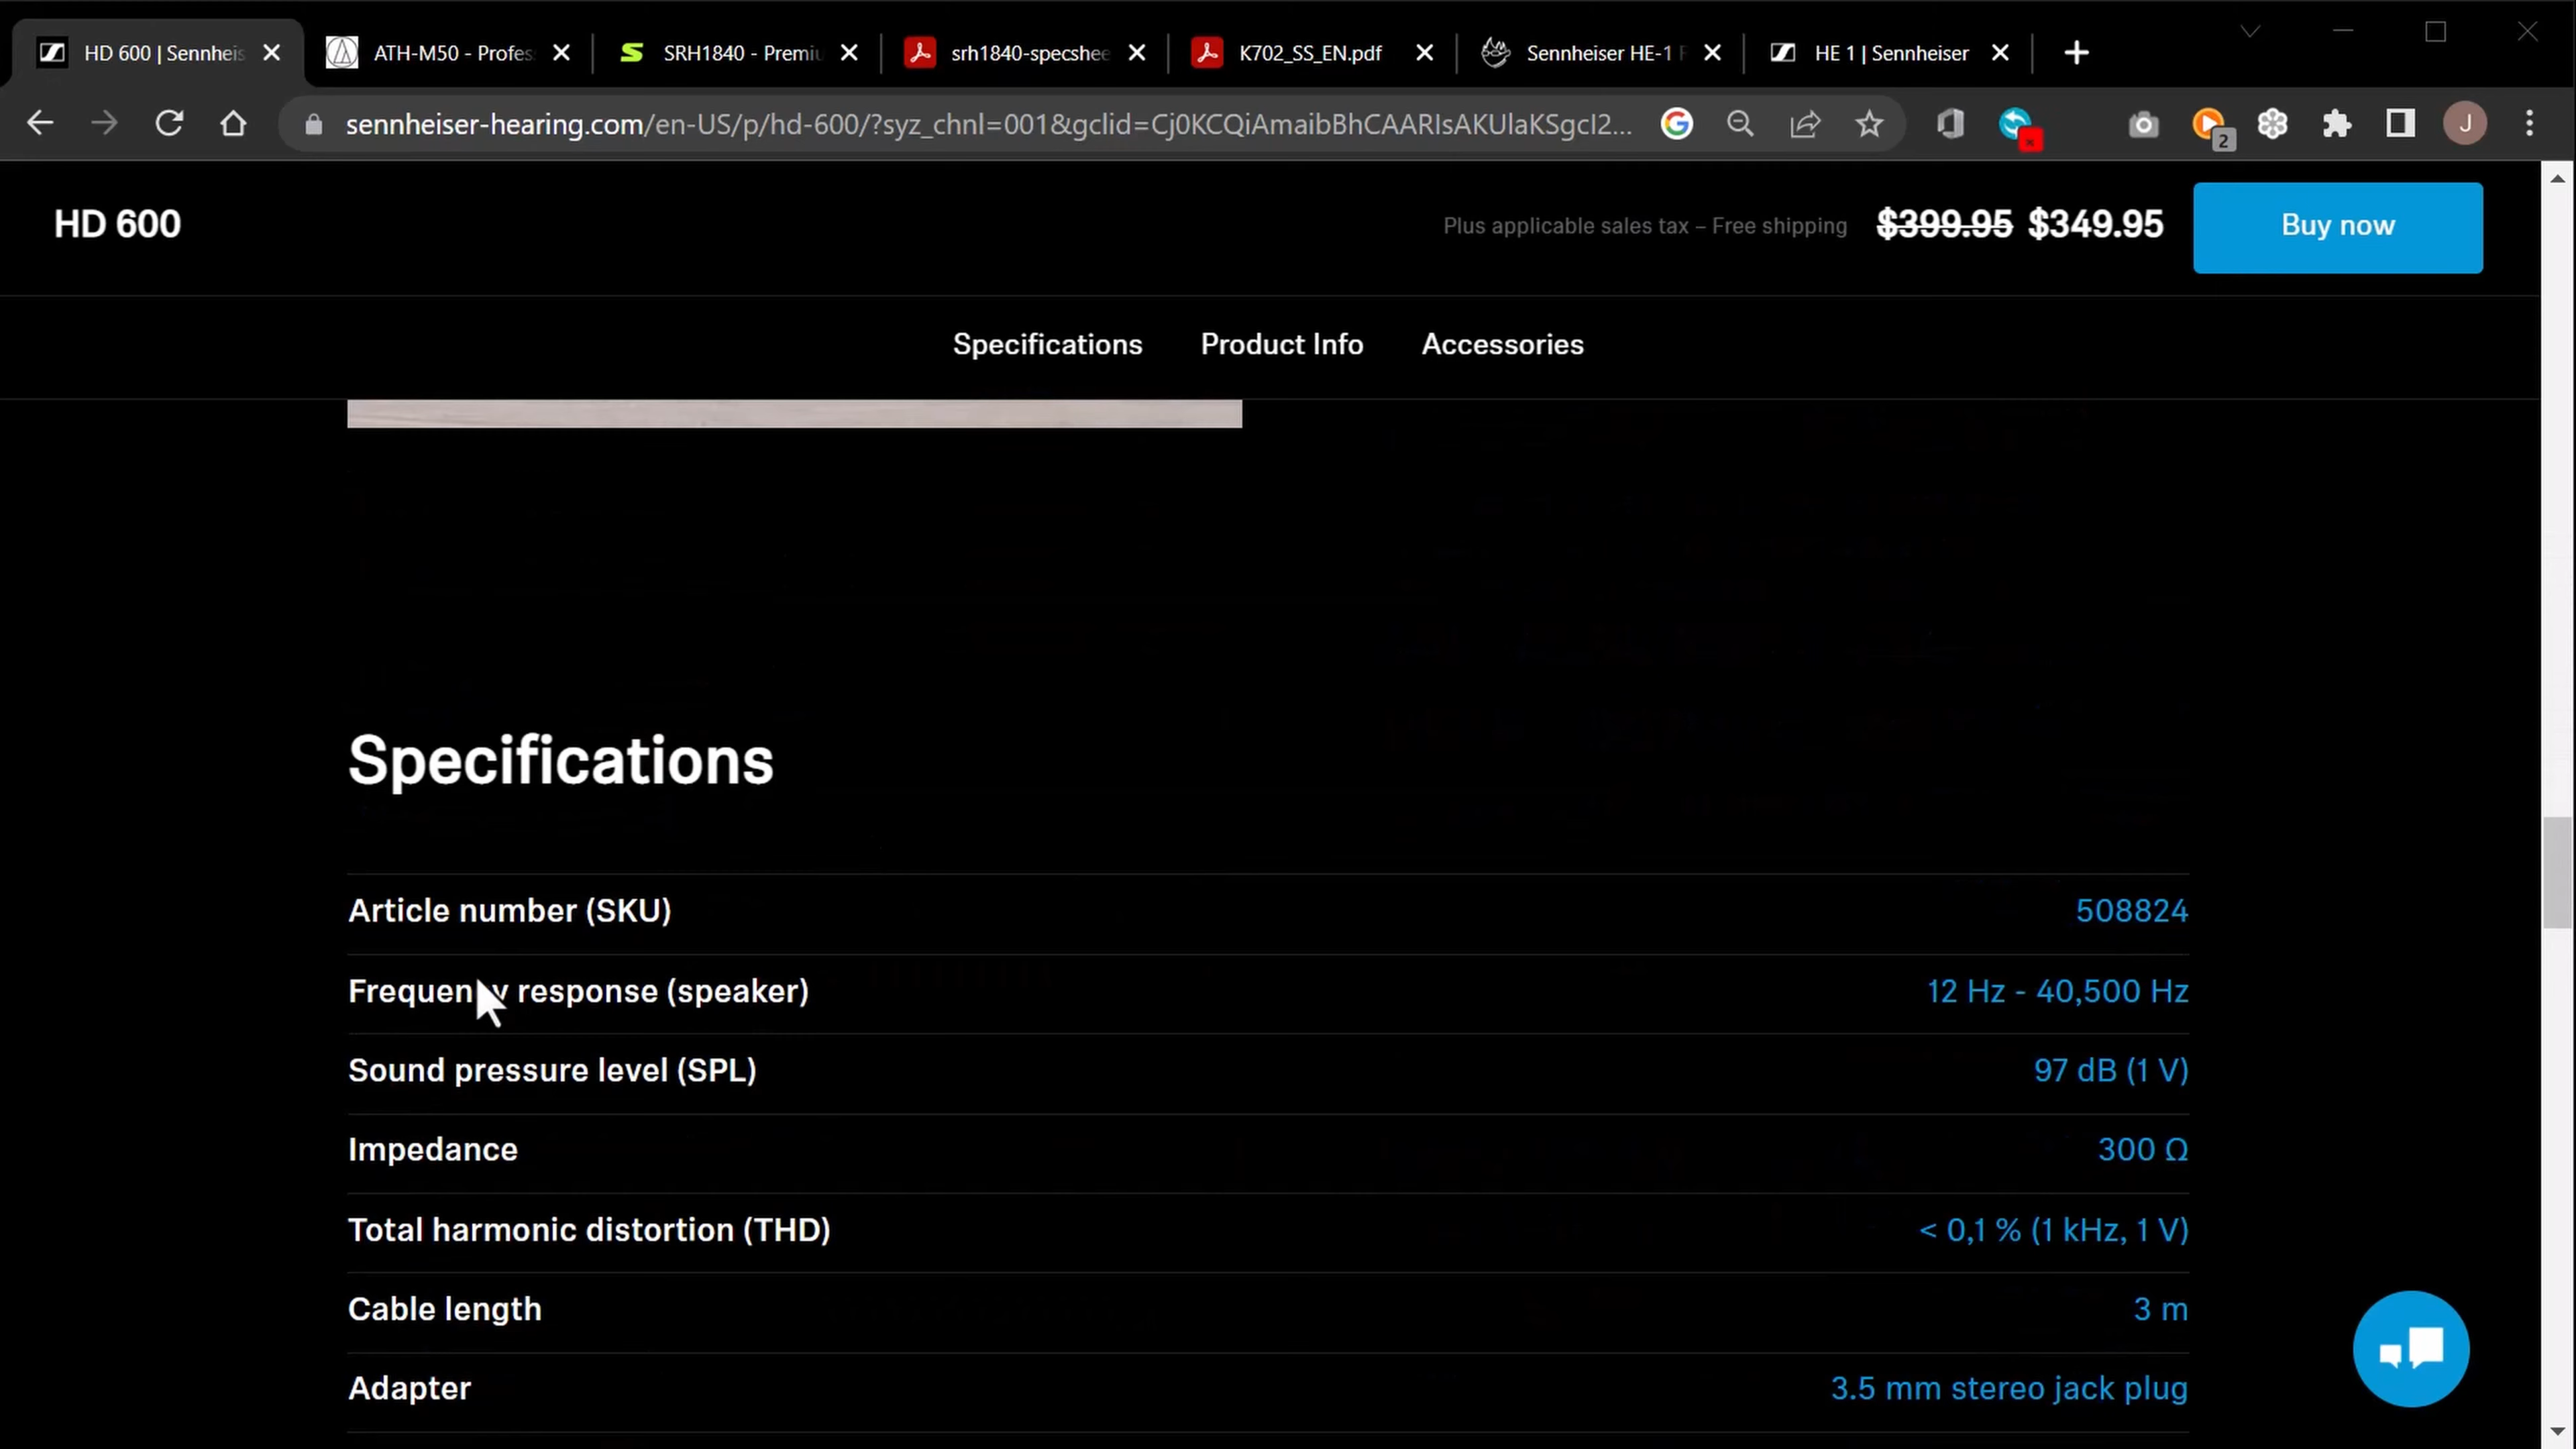 HD 600 | Sennheis
ATH-M50 - Profes
SRH1840 - Premiu
srh1840-specshee
K702_SS_EN.pdf
Sennheiser HE-1
HE 1 | Sennheiser
sennheiser-hearing.com/en-US/p/hd-600/?syz_chnl=001&gclid=Cj0KCQiAmaibBhCAARIsAKUlaKSgcI2...
2
J
HD 600
Plus applicable sales tax – Free shipping
$399.95 $349.95
Buy now
Specifications
Product Info
Accessories
Specifications
Article number (SKU) 508824
Frequency response (speaker) 12 Hz - 40,500 Hz
Sound pressure level (SPL) 97 dB (1 V)
Impedance 300 Ω
Total harmonic distortion (THD) < 0,1 % (1 kHz, 1 V)
Cable length 3 m
Adapter 3.5 mm stereo jack plug